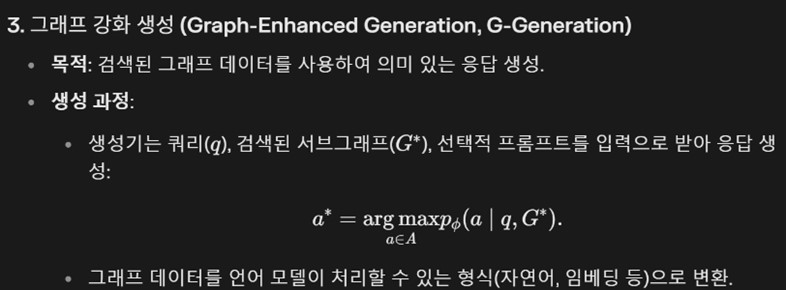 3. 그래프 강화 생성 (Graph-Enhanced Generation, G-Generation)
• 목적: 검색된 그래프 데이터를 사용하여 의미 있는 응답 생성.
• 생성 과정:
• 생성기는 쿼리(q), 검색된 서브그래프(G*), 선택적 프롬프트를 입력으로 받아 응답 생
성:
a* = arg max p_ϕ(a | q, G*).
a∈A
• 그래프 데이터를 언어 모델이 처리할 수 있는 형식(자연어, 임베딩 등)으로 변환.